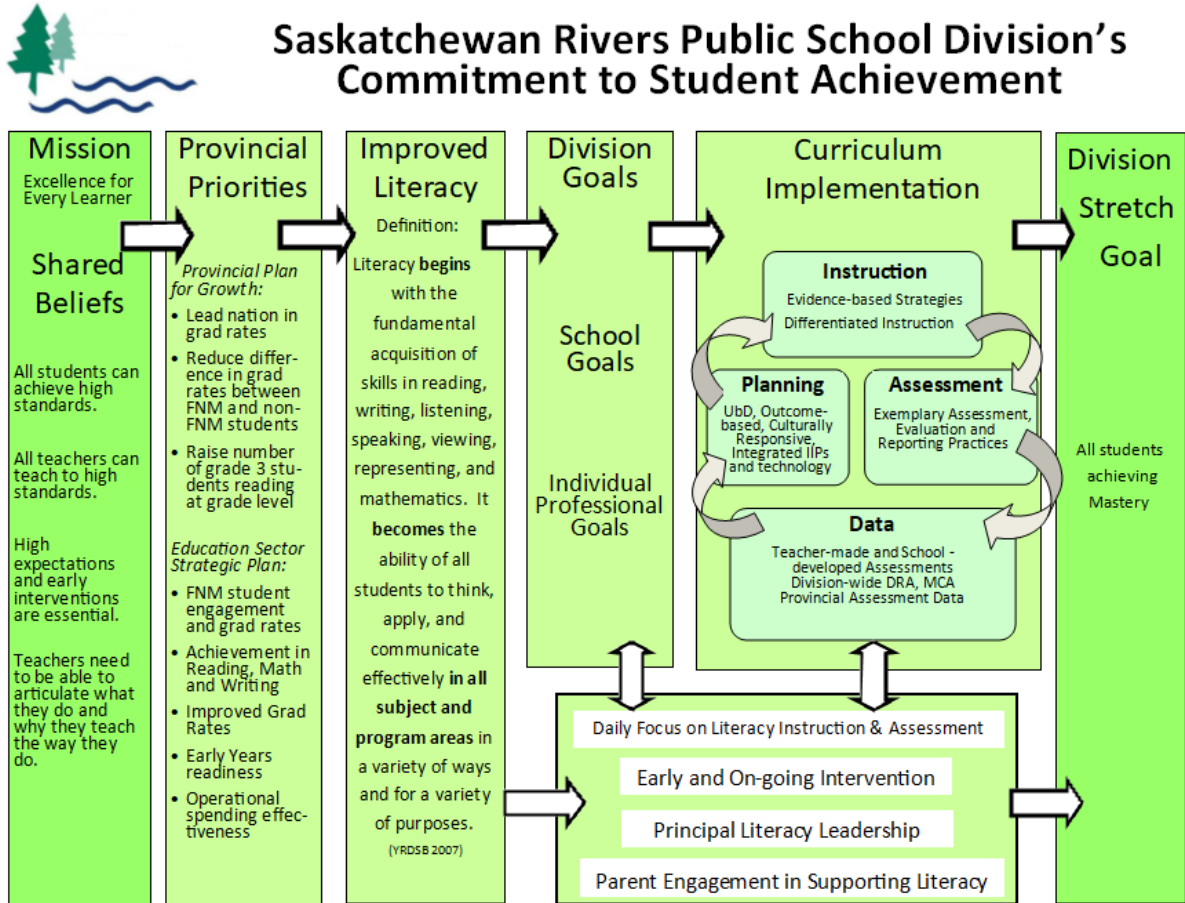 Saskatchewan Rivers Public School Division's
Commitment to Student Achievement
Mission
Excellence for
Every Learner
Shared
Beliefs
All students can
achieve high
standards.
All teachers can
teach to high
standards.
High
expectations
and early
interventions
are essential.
Teachers need
to be able to
articulate what
they do and
why they teach
the way they
do.
Provincial
Priorities
Provincial Plan
for Growth:
• Lead nation in
grad rates
• Reduce differ-
ence in grad
rates between
FNM and non-
FNM students
• Raise number
of grade 3 stu-
dents reading
at grade level
Education Sector
Strategic Plan:
• FNM student
engagement
and grad rates
• Achievement in
Reading, Math
and Writing
• Improved Grad
Rates
• Early Years
readiness
• Operational
spending effec-
tiveness
Improved
Literacy
Definition:
Literacy begins
with the
fundamental
acquisition of
skills in reading,
writing, listening,
speaking, viewing,
representing, and
mathematics. It
becomes the
ability of all
students to think,
apply, and
communicate
effectively in all
subject and
program areas in
a variety of ways
and for a variety
of purposes.
(YRDSB 2007)
Division
Goals
School
Goals
Individual
Professional
Goals
Curriculum
Implementation
Instruction
Evidence-based Strategies
Differentiated Instruction
Planning
UbD, Outcome-
based, Culturally
Responsive,
Integrated IIPs
and technology
Assessment
Exemplary Assessment,
Evaluation and
Reporting Practices
Data
Teacher-made and School -
developed Assessments
Division-wide DRA, MCA
Provincial Assessment Data
Daily Focus on Literacy Instruction & Assessment
Early and On-going Intervention
Principal Literacy Leadership
Parent Engagement in Supporting Literacy
Division
Stretch
Goal
All students
achieving
Mastery